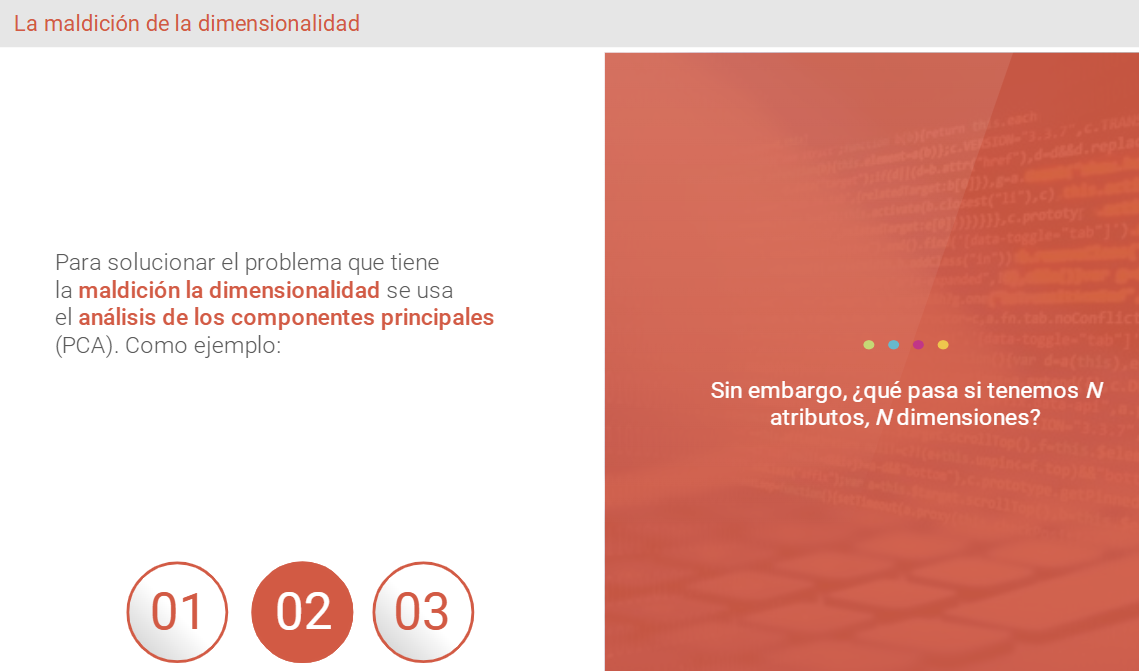 La maldición de la dimensionalidad
Para solucionar el problema que tiene
la maldición la dimensionalidad se usa
el análisis de los componentes principales
(PCA). Como ejemplo:
Sin embargo, ¿qué pasa si tenemos N
atributos, N dimensiones?
01
02
03